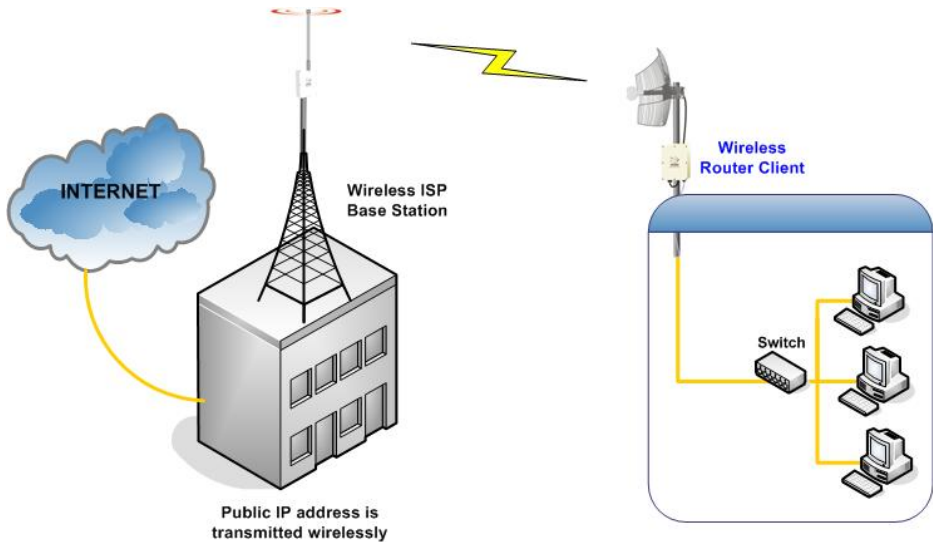 INTERNET
Wireless ISP
Base Station
Wireless
Router Client
Switch
Public IP address is
transmitted wirelessly